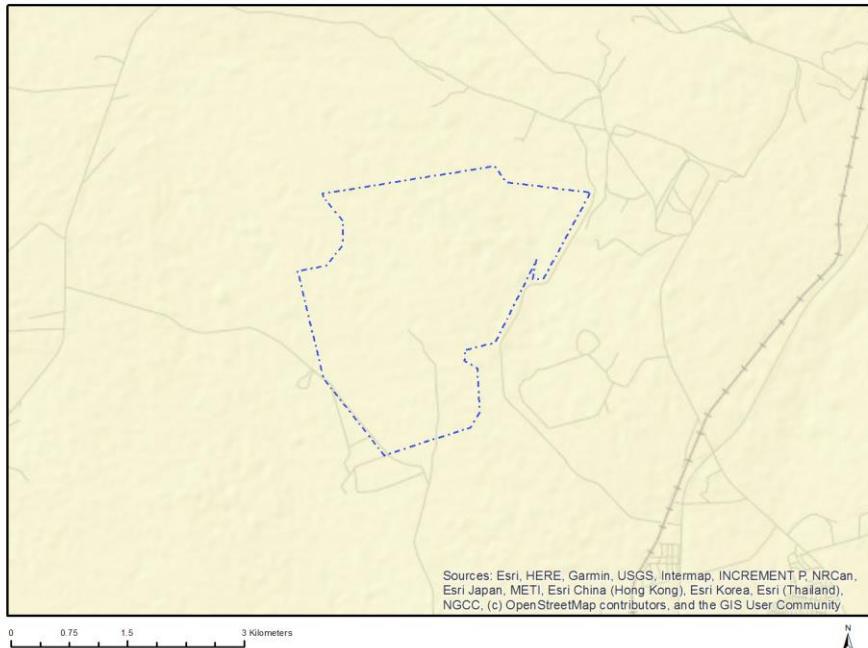 Sources: Esri, HERE, Garmin, USGS, Intermap, INCREMENT P, NRCan,
Esri Japan, METI, Esri China (Hong Kong), Esri Korea, Esri (Thailand),
NGCC, (c) OpenStreetMap contributors, and the GIS User Community
0 0.75 1.5 3 Kilometers
N